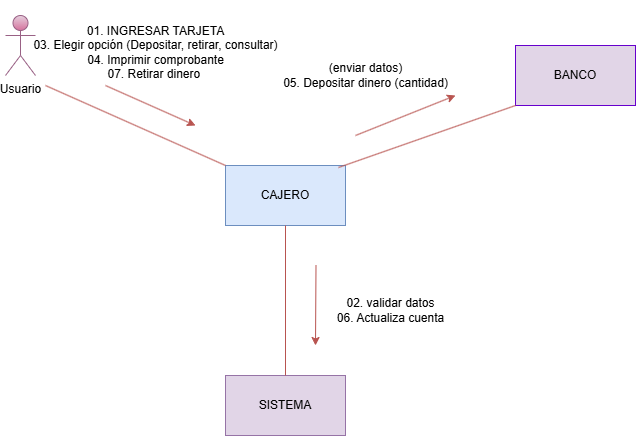 01. INGRESAR TARJETA
03. Elegir opción (Depositar, retirar, consultar)
04. Imprimir comprobante
07. Retirar dinero
Usuario
(enviar datos)
05. Depositar dinero (cantidad)
BANCO
CAJERO
02. validar datos
06. Actualiza cuenta
SISTEMA